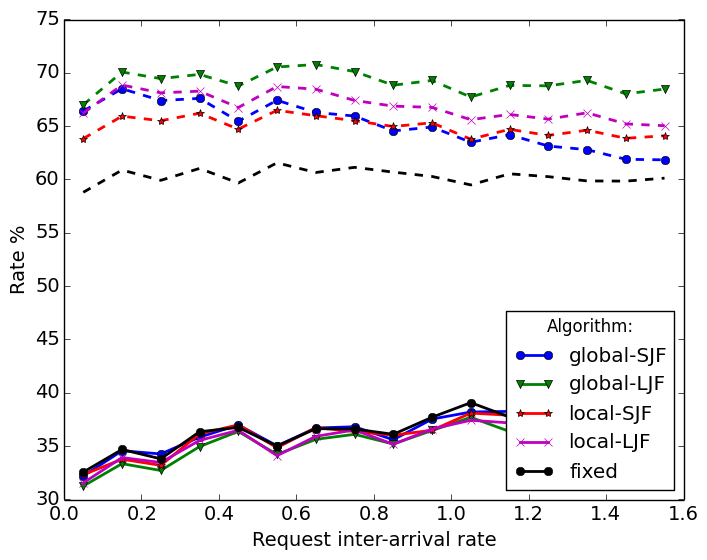 75
70
65
60
55
50
45
40
35
30
Rate %
Algorithm:
global-SJF
global-LJF
local-SJF
local-LJF
fixed
0.0 0.2 0.4 0.6 0.8 1.0 1.2 1.4 1.6
Request inter-arrival rate